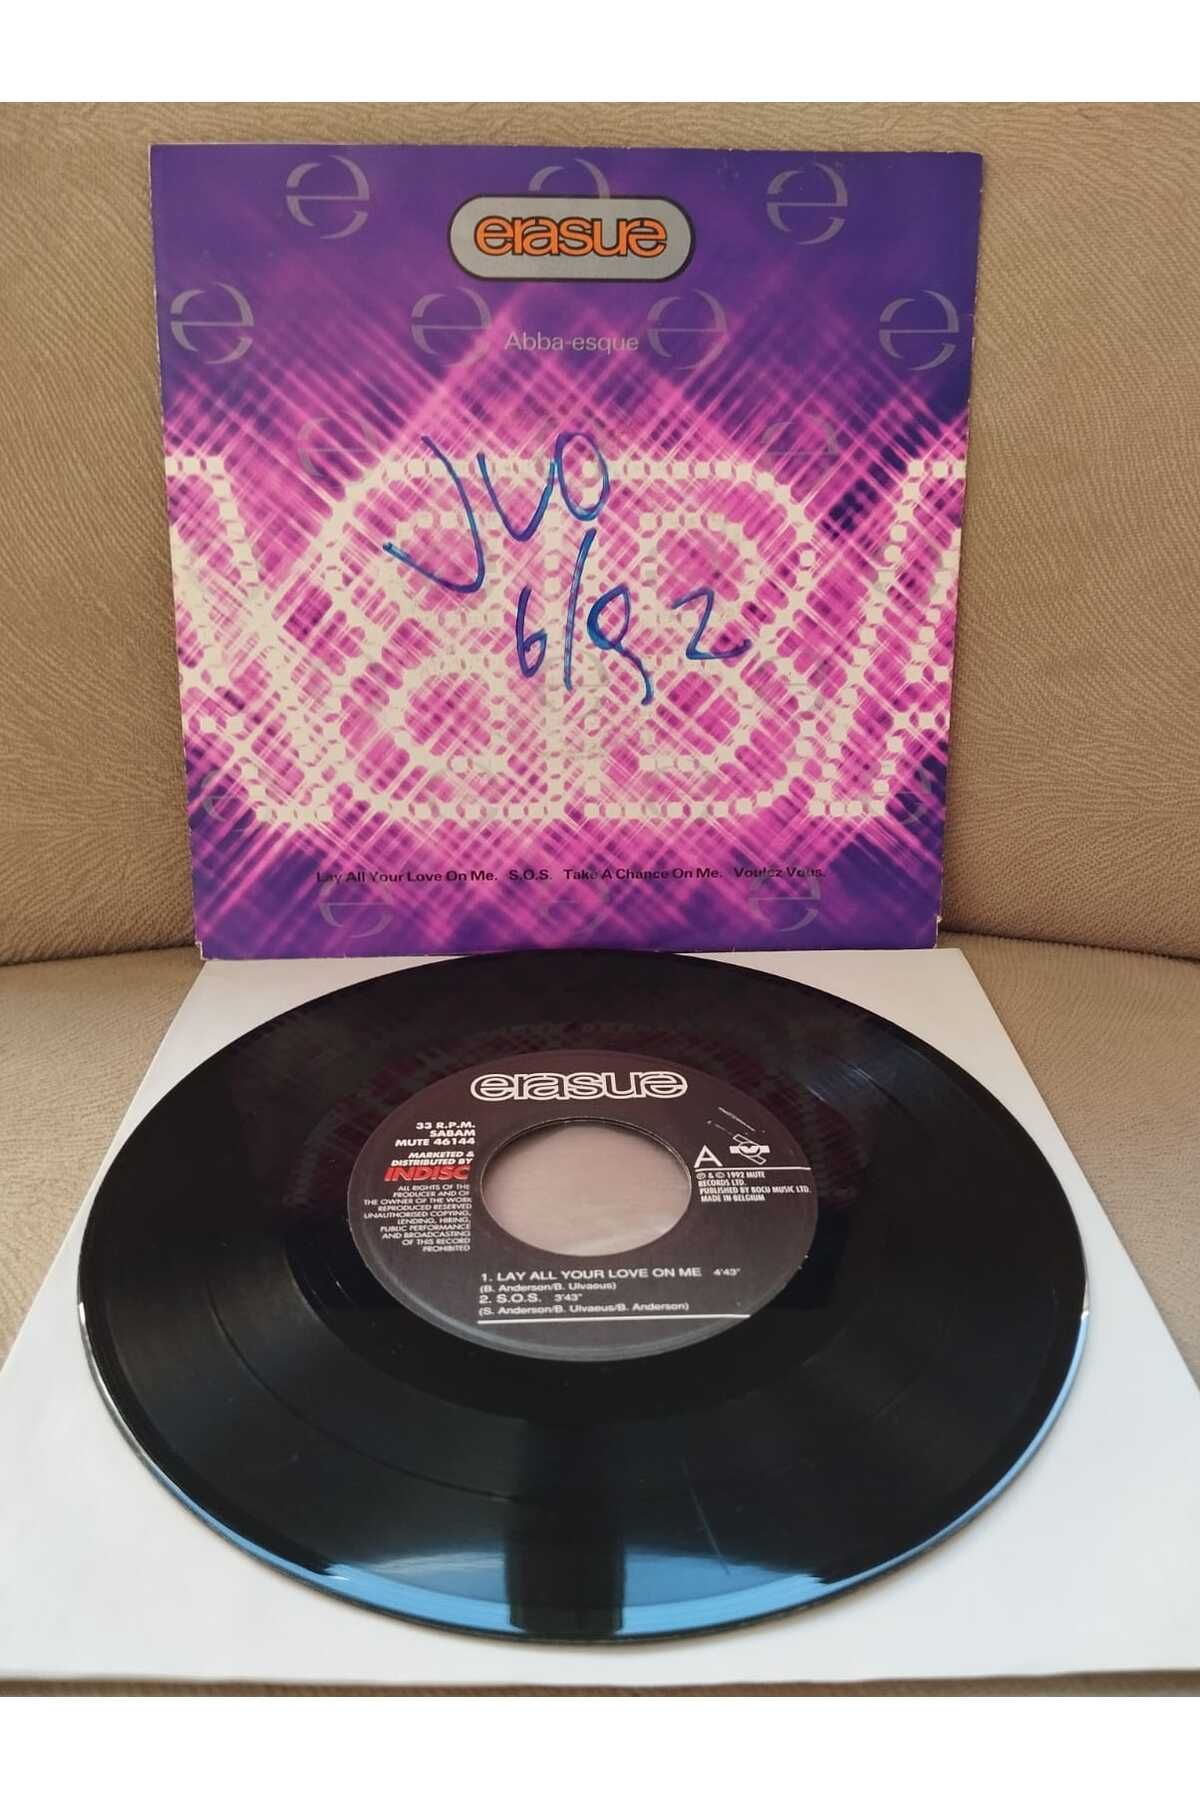 erasure
Abba-esque
ABBA
JVO
6/92
Lay All Your Love On Me. S.O.S. Take A Chance On Me. Voulez Vous.
erasure
33 R.P.M.
SABAM
MUTE 46144
MARKETED &
DISTRIBUTED BY
INDISC
ALL RIGHTS OF THE
PRODUCER AND OF
THE OWNER OF THE WORK
REPRODUCED RESERVED
UNAUTHORISED COPYING,
LENDING, HIRING,
PUBLIC PERFORMANCE
AND BROADCASTING
OF THIS RECORD
PROHIBITED
A
℗ & © 1992 MUTE
RECORDS LTD.
PUBLISHED BY BOCU MUSIC LTD.
MADE IN BELGIUM
1. LAY ALL YOUR LOVE ON ME 4'43"
(B. Anderson/B. Ulvaeus)
2. S.O.S. 3'43"
(S. Anderson/B. Ulvaeus/B. Anderson)